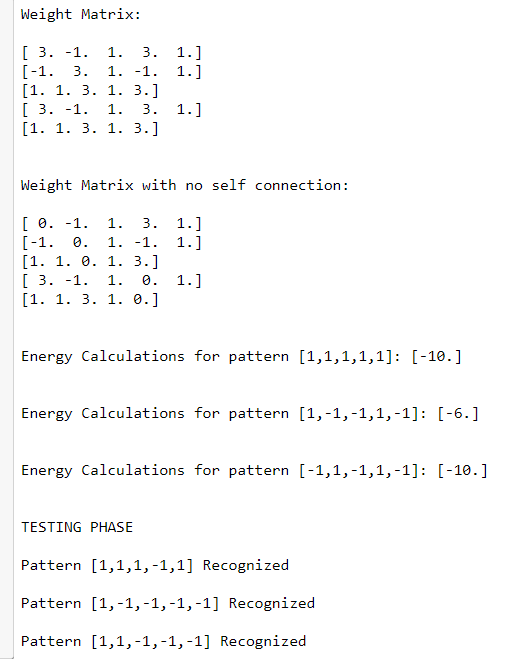 Weight Matrix:
[ 3. -1.  1.  3.  1.]
[-1.  3.  1. -1.  1.]
[1. 1. 3. 1. 3.]
[ 3. -1.  1.  3.  1.]
[1. 1. 3. 1. 3.]
Weight Matrix with no self connection:
[ 0. -1.  1.  3.  1.]
[-1.  0.  1. -1.  1.]
[1. 1. 0. 1. 3.]
[ 3. -1.  1.  0.  1.]
[1. 1. 3. 1. 0.]
Energy Calculations for pattern [1,1,1,1,1]: [-10.]
Energy Calculations for pattern [1,-1,-1,1,-1]: [-6.]
Energy Calculations for pattern [-1,1,-1,1,-1]: [-10.]
TESTING PHASE
Pattern [1,1,1,-1,1] Recognized
Pattern [1,-1,-1,-1,-1] Recognized
Pattern [1,1,-1,-1,-1] Recognized